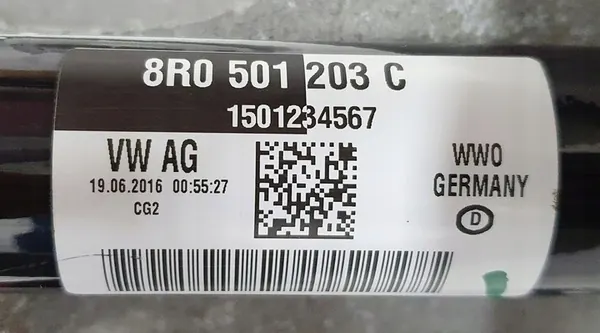 8R0 501 203 C
1501234567
VW AG
19.06.2016 00:55:27
CG2
WWO
GERMANY
D